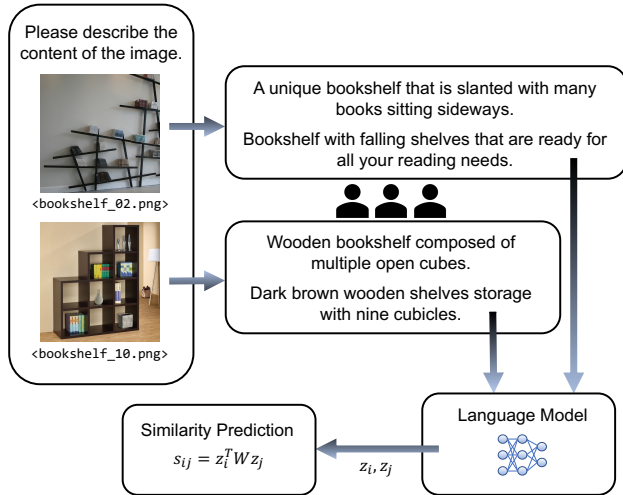 Please describe the
content of the image.
<bookshelf_02.png>
<bookshelf_10.png>
A unique bookshelf that is slanted with many
books sitting sideways.
Bookshelf with falling shelves that are ready for
all your reading needs.
Wooden bookshelf composed of
multiple open cubes.
Dark brown wooden shelves storage
with nine cubicles.
Language Model
z_i, z_j
Similarity Prediction
s_{ij} = z_i^T W z_j